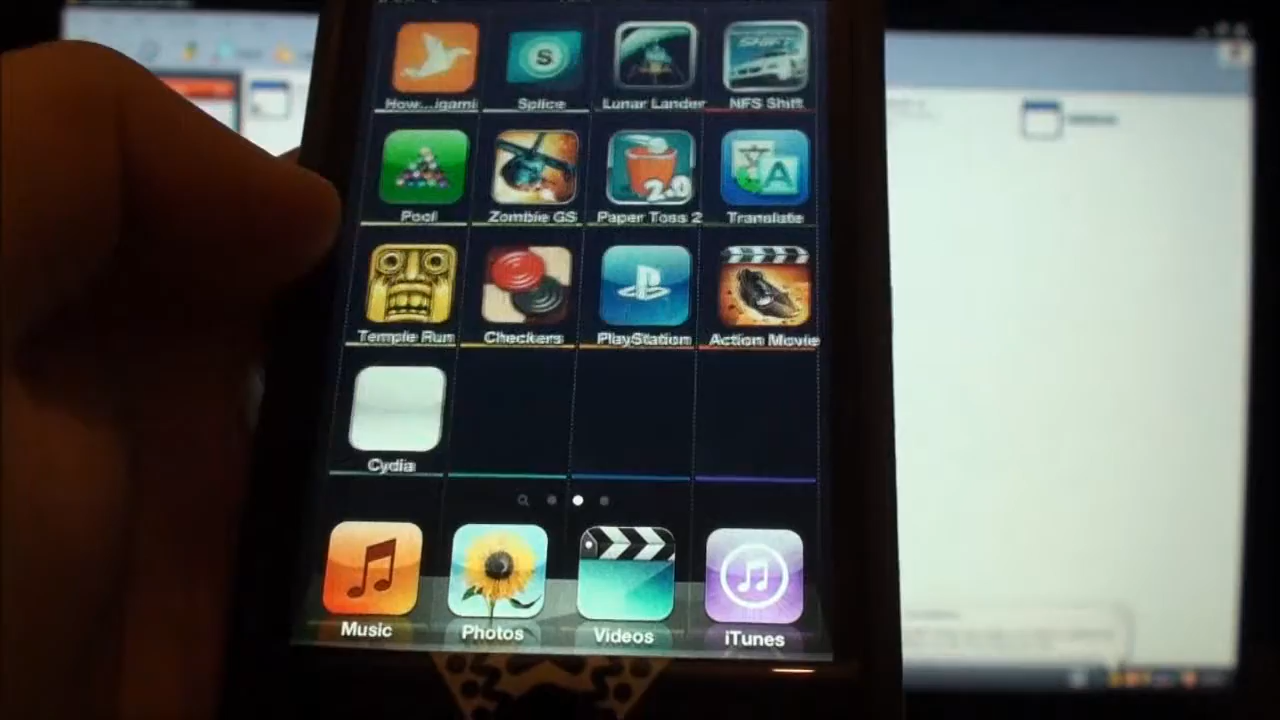 How...igami Splice Lunar Lander NFS Shift
SHIFT
S
Pool Zombie GS Paper Toss 2 Translate
2.0
A
Temple Run Checkers PlayStation Action Movie
Cydia
Music Photos Videos iTunes